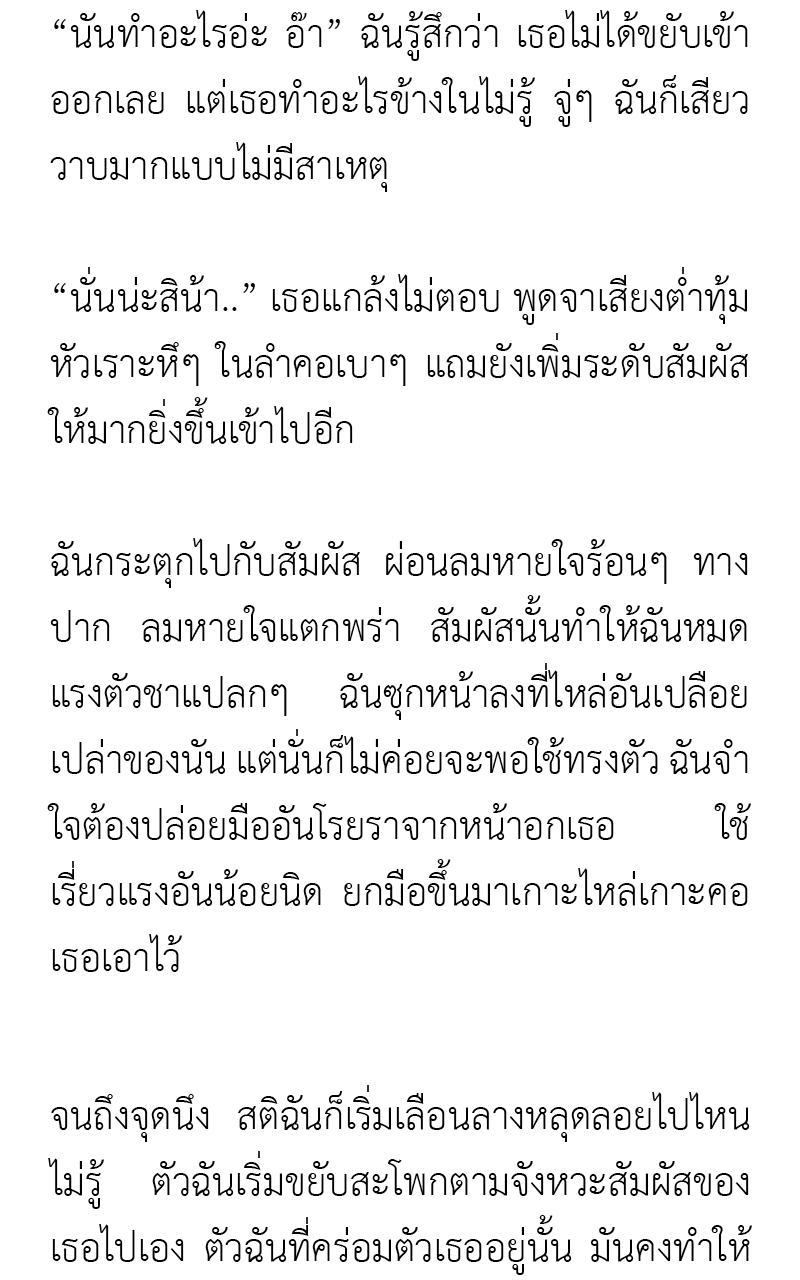 “นันทำอะไรอ่ะ อ๊า” ฉันรู้สึกว่า เธอไม่ได้ขยับเข้า
ออกเลย แต่เธอทำอะไรข้างในไม่รู้ จู่ๆ ฉันก็เสียว
วาบมากแบบไม่มีสาเหตุ
“นั่นน่ะสิน้า..” เธอแกล้งไม่ตอบ พูดจาเสียงต่ำทุ้ม
หัวเราะหึๆ ในลำคอเบาๆ แถมยังเพิ่มระดับสัมผัส
ให้มากยิ่งขึ้นเข้าไปอีก
ฉันกระตุกไปกับสัมผัส ผ่อนลมหายใจร้อนๆ ทาง
ปาก ลมหายใจแตกพร่า สัมผัสนั้นทำให้ฉันหมด
แรงตัวชาแปลกๆ ฉันซุกหน้าลงที่ไหล่อันเปลือย
เปล่าของนัน แต่นั่นก็ไม่ค่อยจะพอใช้ทรงตัว ฉันจำ
ใจต้องปล่อยมืออันโรยราจากหน้าอกเธอ ใช้
เรี่ยวแรงอันน้อยนิด ยกมือขึ้นมาเกาะไหล่เกาะคอ
เธอเอาไว้
จนถึงจุดนึง สติฉันก็เริ่มเลือนลางหลุดลอยไปไหน
ไม่รู้ ตัวฉันเริ่มขยับสะโพกตามจังหวะสัมผัสของ
เธอไปเอง ตัวฉันที่คร่อมตัวเธออยู่นั้น มันคงทำให้